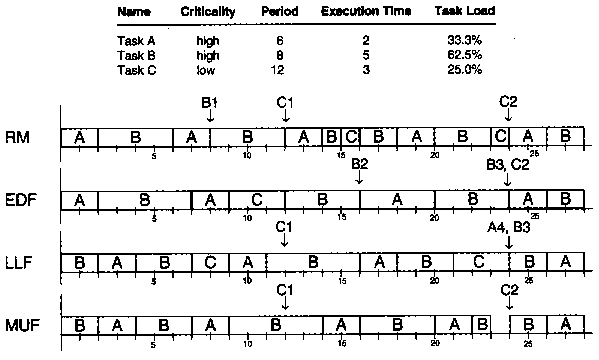 Name Criticality Period Execution Time Task Load
Task A high 6 2 33.3%
Task B high 8 5 62.5%
Task C low 12 3 25.0%
B1 C1 C2
RM A B A B A B C B A B C A B
5 10 15 20 25
B2 B3, C2
EDF A B A C B A B A B
5 10 15 20 25
C1 A4, B3
LLF B A B C A B A B C B A
5 10 15 20 25
C1 C2
MUF B A B A B A B A B B A
5 10 15 20 25